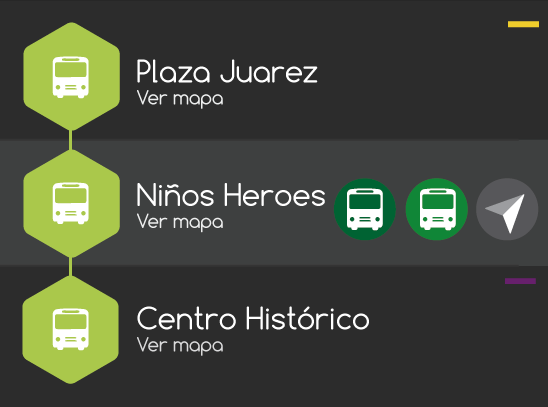 Plaza Juarez
Ver mapa
Niños Heroes
Ver mapa
Centro Histórico
Ver mapa